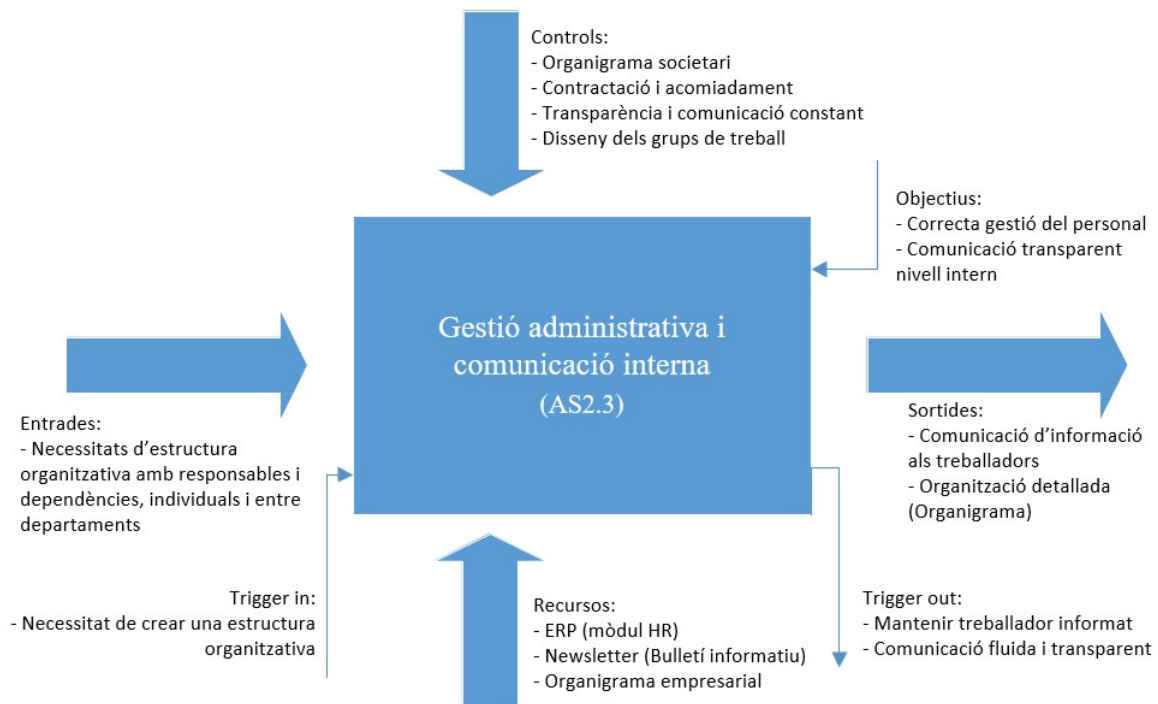 Controls:
- Organigrama societari
- Contractació i acomiadament
- Transparència i comunicació constant
- Disseny dels grups de treball
Objectius:
- Correcta gestió del personal
- Comunicació transparent
nivell intern
Gestió administrativa i
comunicació interna
(AS2.3)
Entrades:
- Necessitats d’estructura
organitzativa amb responsables i
dependències, individuals i entre
departaments
Sortides:
- Comunicació d’informació
als treballadors
- Organització detallada
(Organigrama)
Trigger in:
- Necessitat de crear una estructura
organitzativa
Recursos:
- ERP (mòdul HR)
- Newsletter (Bulletí informatiu)
- Organigrama empresarial
Trigger out:
- Mantenir treballador informat
- Comunicació fluida i transparent